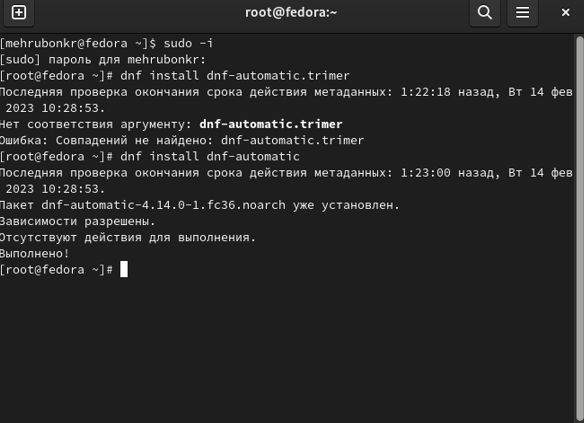 root@fedora:~
[mehrubonkr@fedora ~]$ sudo -i
[sudo] пароль для mehrubonkr:
[root@fedora ~]# dnf install dnf-automatic.trimer
Последняя проверка окончания срока действия метаданных: 1:22:18 назад, Вт 14 фев
2023 10:28:53.
Нет соответствия аргументу: dnf-automatic.trimer
Ошибка: Совпадений не найдено: dnf-automatic.trimer
[root@fedora ~]# dnf install dnf-automatic
Последняя проверка окончания срока действия метаданных: 1:23:00 назад, Вт 14 фев
2023 10:28:53.
Пакет dnf-automatic-4.14.0-1.fc36.noarch уже установлен.
Зависимости разрешены.
Отсутствуют действия для выполнения.
Выполнено!
[root@fedora ~]#